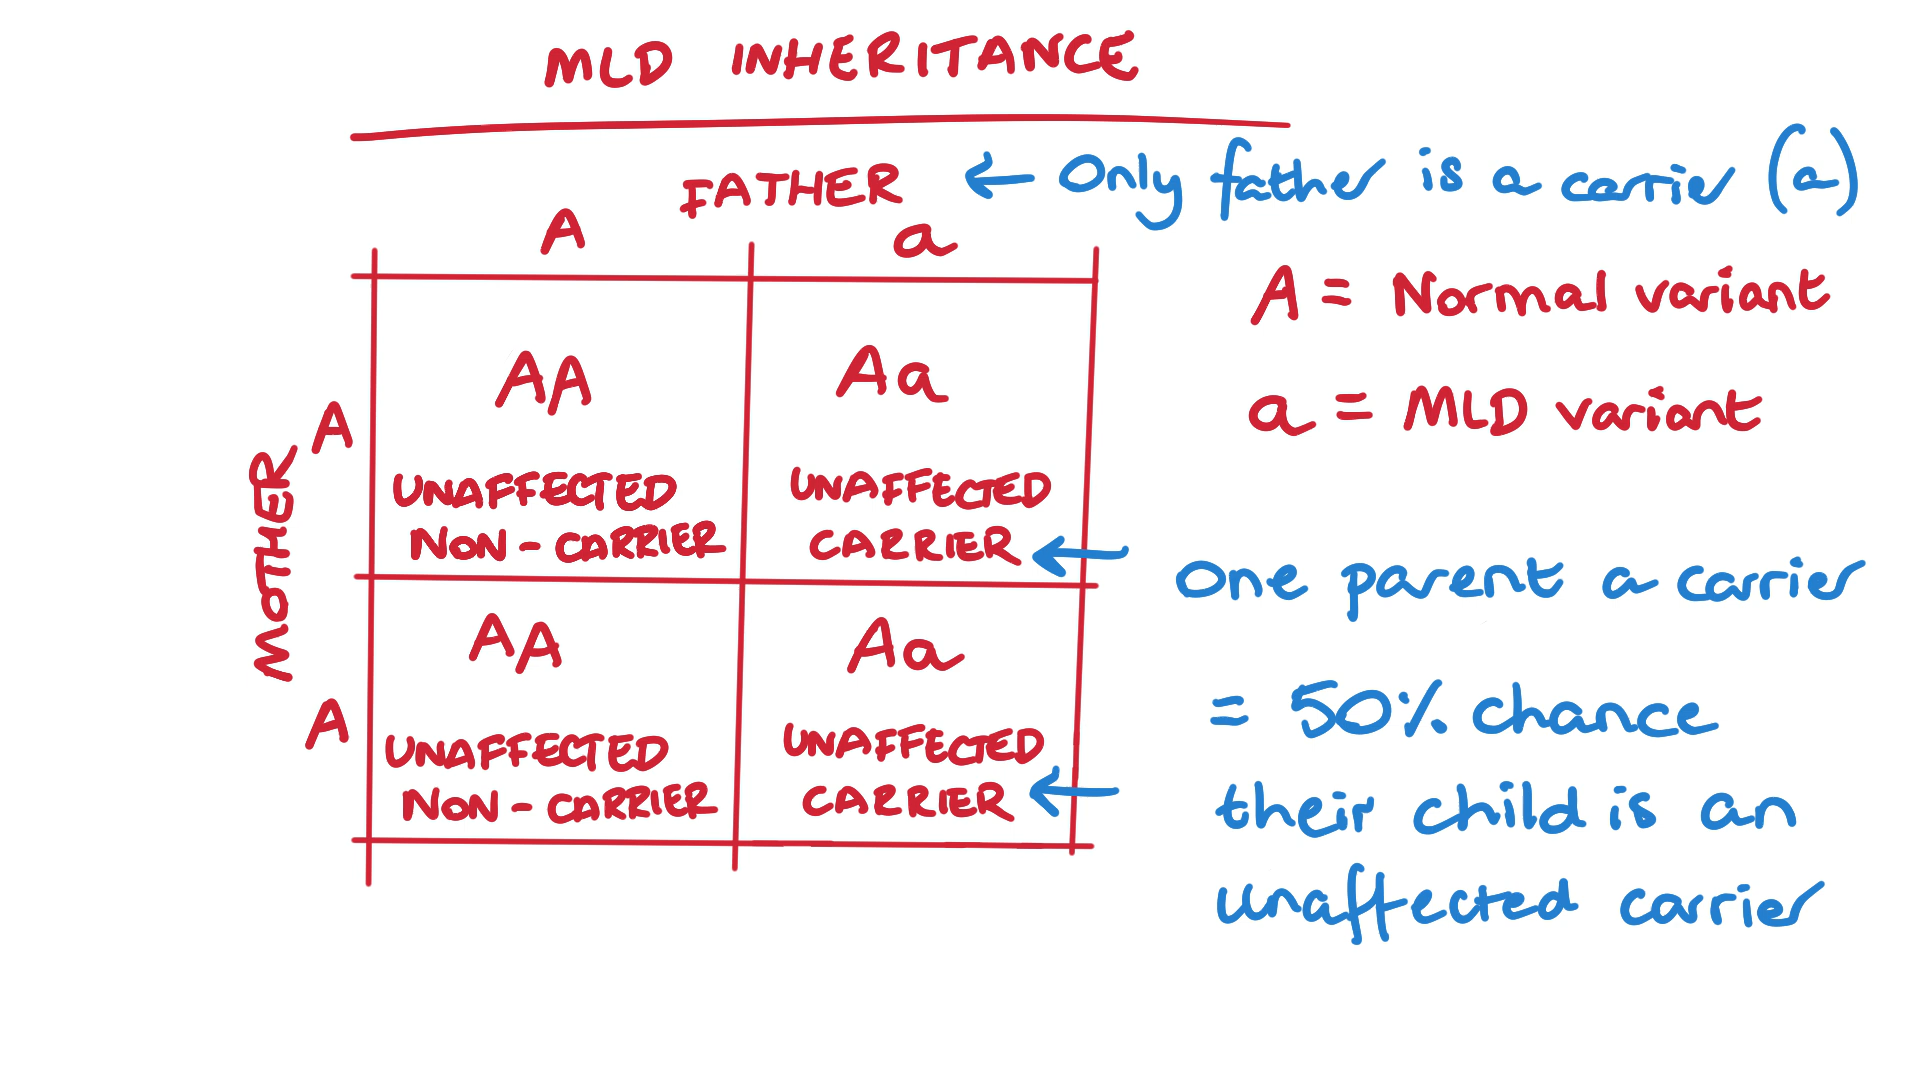 MLD INHERITANCE
FATHER ← Only father is a carrier (a)
A a
A = Normal variant
a = MLD variant
MOTHER
A
AA Aa
UNAFFECTED UNAFFECTED
NON-CARRIER CARRIER ←
One parent a carrier
= 50% chance
their child is an
unaffected carrier
A
AA Aa
UNAFFECTED UNAFFECTED
NON-CARRIER CARRIER ←